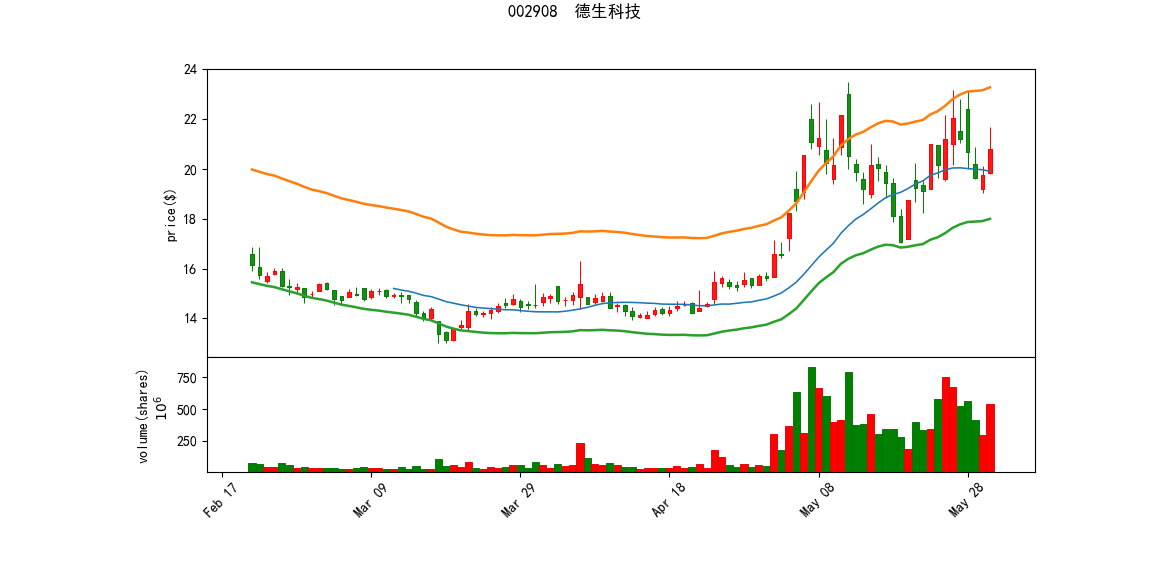 002908 德生科技
24
22
20
18
16
14
price($)
750
500
250
volume(shares)
10^6
Feb 17
Mar 09
Mar 29
Apr 18
May 08
May 28